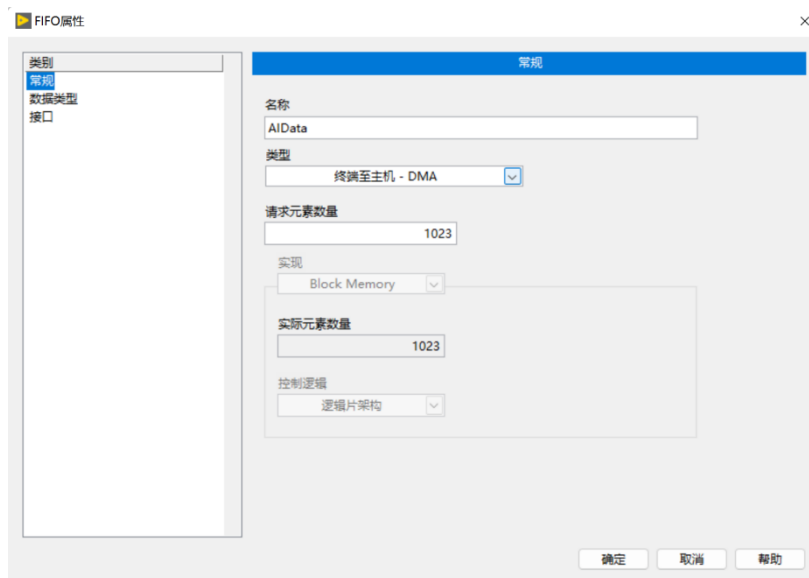 FIFO属性
类别
常规
数据类型
接口
常规
名称
AIData
类型
终端至主机 - DMA
请求元素数量
1023
实现
Block Memory
实际元素数量
1023
控制逻辑
逻辑片架构
确定
取消
帮助